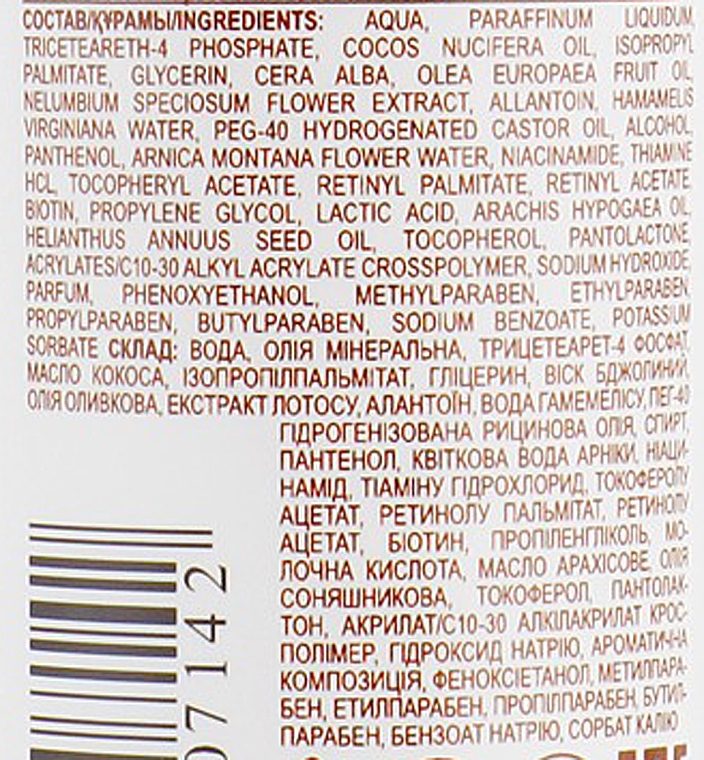 СОСТАВ/ҚҰРАМЫ/INGREDIENTS: AQUA, PARAFFINUM LIQUIDUM,
TRICETEARETH-4 PHOSPHATE, COCOS NUCIFERA OIL, ISOPROPYL
PALMITATE, GLYCERIN, CERA ALBA, OLEA EUROPAEA FRUIT OIL,
NELUMBIUM SPECIOSUM FLOWER EXTRACT, ALLANTOIN, HAMAMELIS
VIRGINIANA WATER, PEG-40 HYDROGENATED CASTOR OIL, ALCOHOL,
PANTHENOL, ARNICA MONTANA FLOWER WATER, NIACINAMIDE, THIAMINE
HCL, TOCOPHERYL ACETATE, RETINYL PALMITATE, RETINYL ACETATE,
BIOTIN, PROPYLENE GLYCOL, LACTIC ACID, ARACHIS HYPOGAEA OIL,
HELIANTHUS ANNUUS SEED OIL, TOCOPHEROL, PANTOLACTONE,
ACRYLATES/C10-30 ALKYL ACRYLATE CROSSPOLYMER, SODIUM HYDROXIDE,
PARFUM, PHENOXYETHANOL, METHYLPARABEN, ETHYLPARABEN,
PROPYLPARABEN, BUTYLPARABEN, SODIUM BENZOATE, POTASSIUM
SORBATE СКЛАД: ВОДА, ОЛІЯ МІНЕРАЛЬНА, ТРИЦЕТЕАРЕТ-4 ФОСФАТ,
МАСЛО КОКОСА, ІЗОПРОПІЛПАЛЬМІТАТ, ГЛІЦЕРИН, ВІСК БДЖОЛИНИЙ,
ОЛІЯ ОЛИВКОВА, ЕКСТРАКТ ЛОТОСУ, АЛАНТОЇН, ВОДА ГАМЕМЕЛІСУ, ПЕГ-40
ГІДРОГЕНІЗОВАНА РИЦИНОВА ОЛІЯ, СПИРТ,
ПАНТЕНОЛ, КВІТКОВА ВОДА АРНІКИ, НІАЦИ-
НАМІД, ТІАМІНУ ГІДРОХЛОРИД, ТОКОФЕРОЛУ
АЦЕТАТ, РЕТИНОЛУ ПАЛЬМІТАТ, РЕТИНОЛУ
АЦЕТАТ, БІОТИН, ПРОПІЛЕНГЛІКОЛЬ, МО-
ЛОЧНА КИСЛОТА, МАСЛО АРАХІСОВЕ, ОЛІЯ
СОНЯШНИКОВА, ТОКОФЕРОЛ, ПАНТОЛАК-
ТОН, АКРИЛАТ/С10-30 АЛКІЛАКРИЛАТ КРОС-
ПОЛІМЕР, ГІДРОКСИД НАТРІЮ, АРОМАТИЧНА
КОМПОЗИЦІЯ, ФЕНОКСІЕТАНОЛ, МЕТИЛПАРА-
БЕН, ЕТИЛПАРАБЕН, ПРОПІЛПАРАБЕН, БУТИЛ-
ПАРАБЕН, БЕНЗОАТ НАТРІЮ, СОРБАТ КАЛІЮ
07142